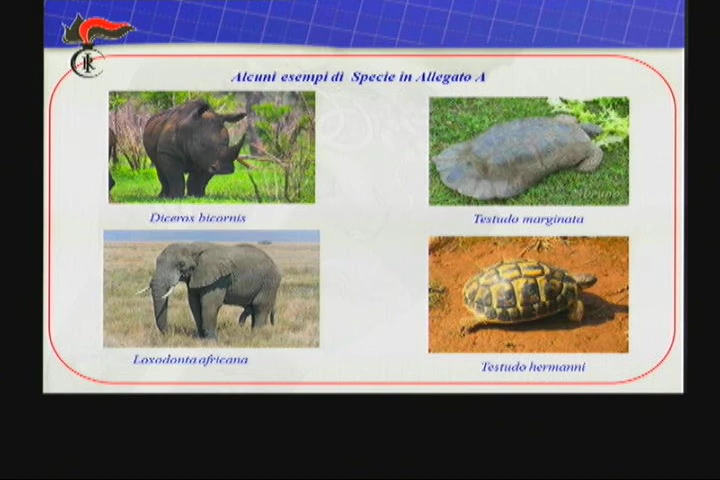 Alcuni esempi di Specie in Allegato A
Diceros bicornis
Testudo marginata
Loxodonta africana
Testudo hermanni